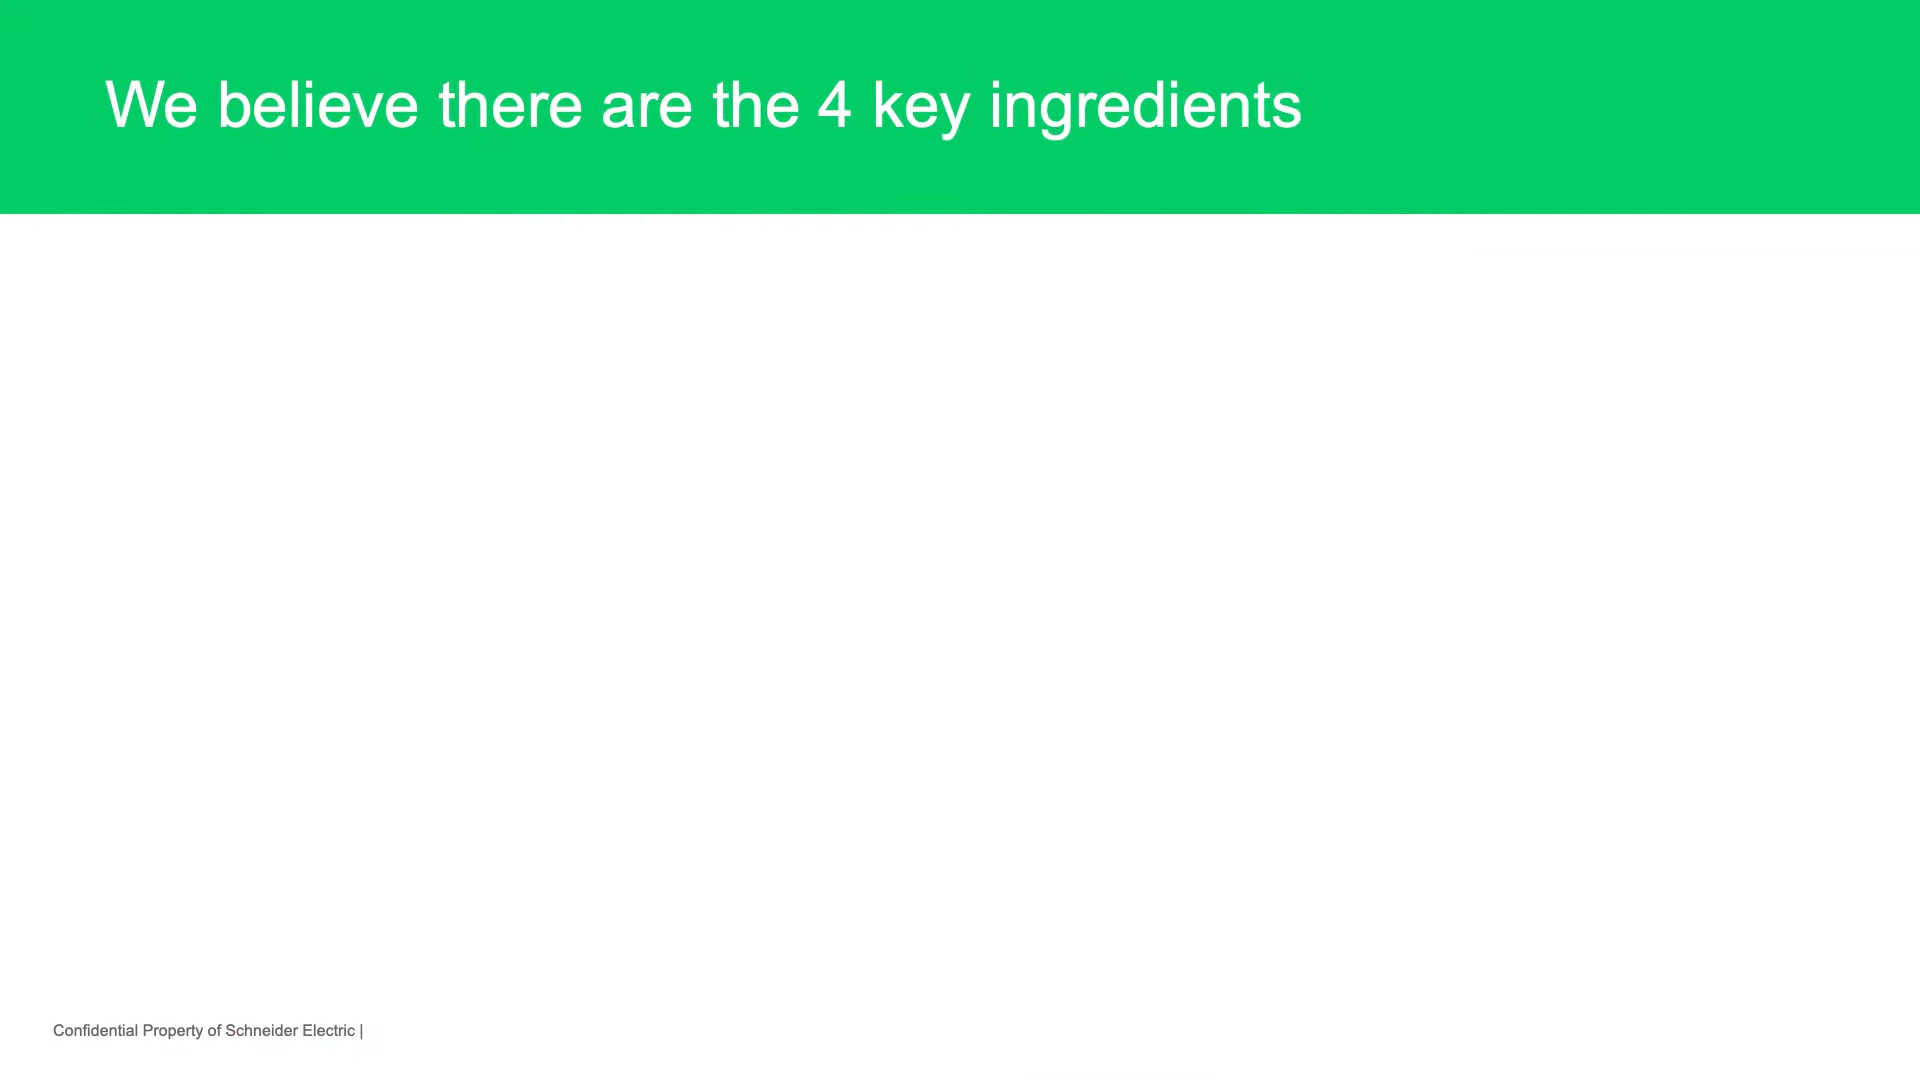 We believe there are the 4 key ingredients
Confidential Property of Schneider Electric |